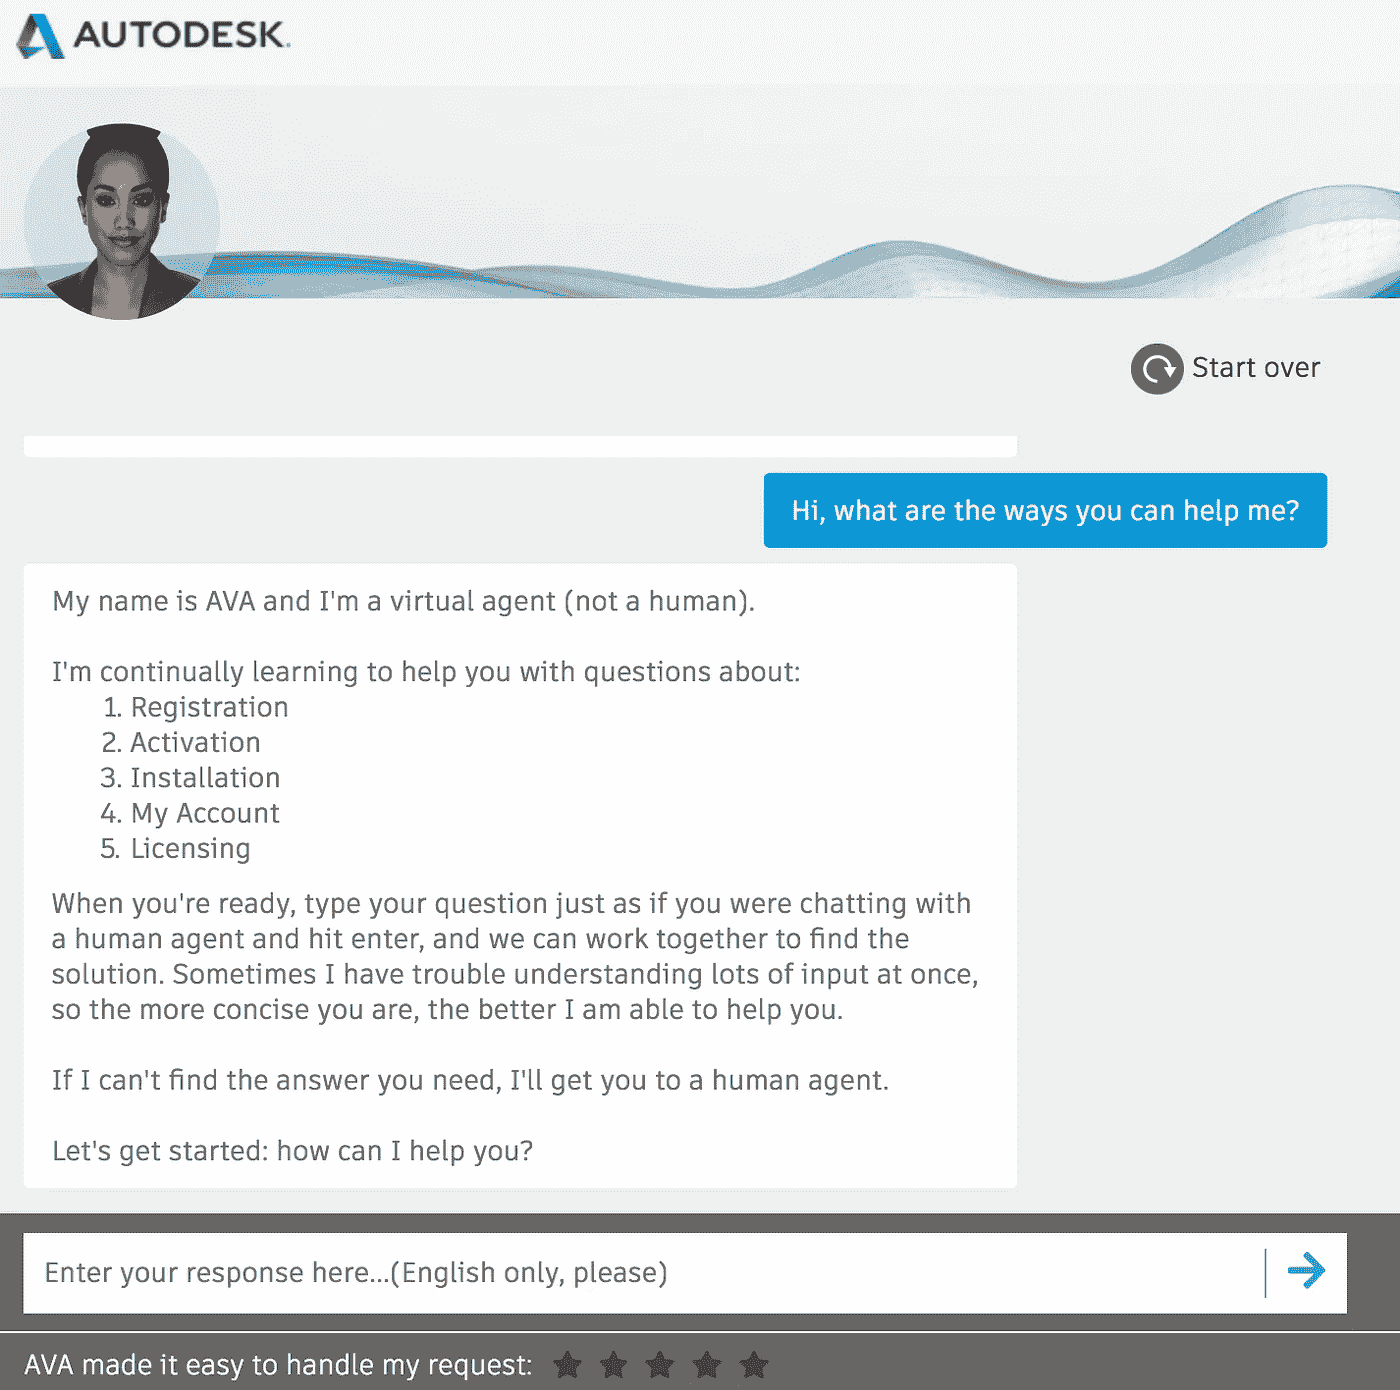 AUTODESK.
Start over
Hi, what are the ways you can help me?
My name is AVA and I'm a virtual agent (not a human).
I'm continually learning to help you with questions about:
1. Registration
2. Activation
3. Installation
4. My Account
5. Licensing
When you're ready, type your question just as if you were chatting with
a human agent and hit enter, and we can work together to find the
solution. Sometimes I have trouble understanding lots of input at once,
so the more concise you are, the better I am able to help you.
If I can't find the answer you need, I'll get you to a human agent.
Let's get started: how can I help you?
Enter your response here...(English only, please)
AVA made it easy to handle my request: